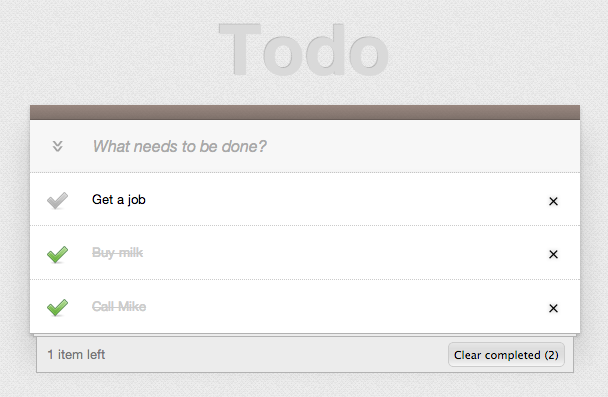 Todo
What needs to be done?
Get a job
Buy milk
Call Mike
1 item left
Clear completed (2)